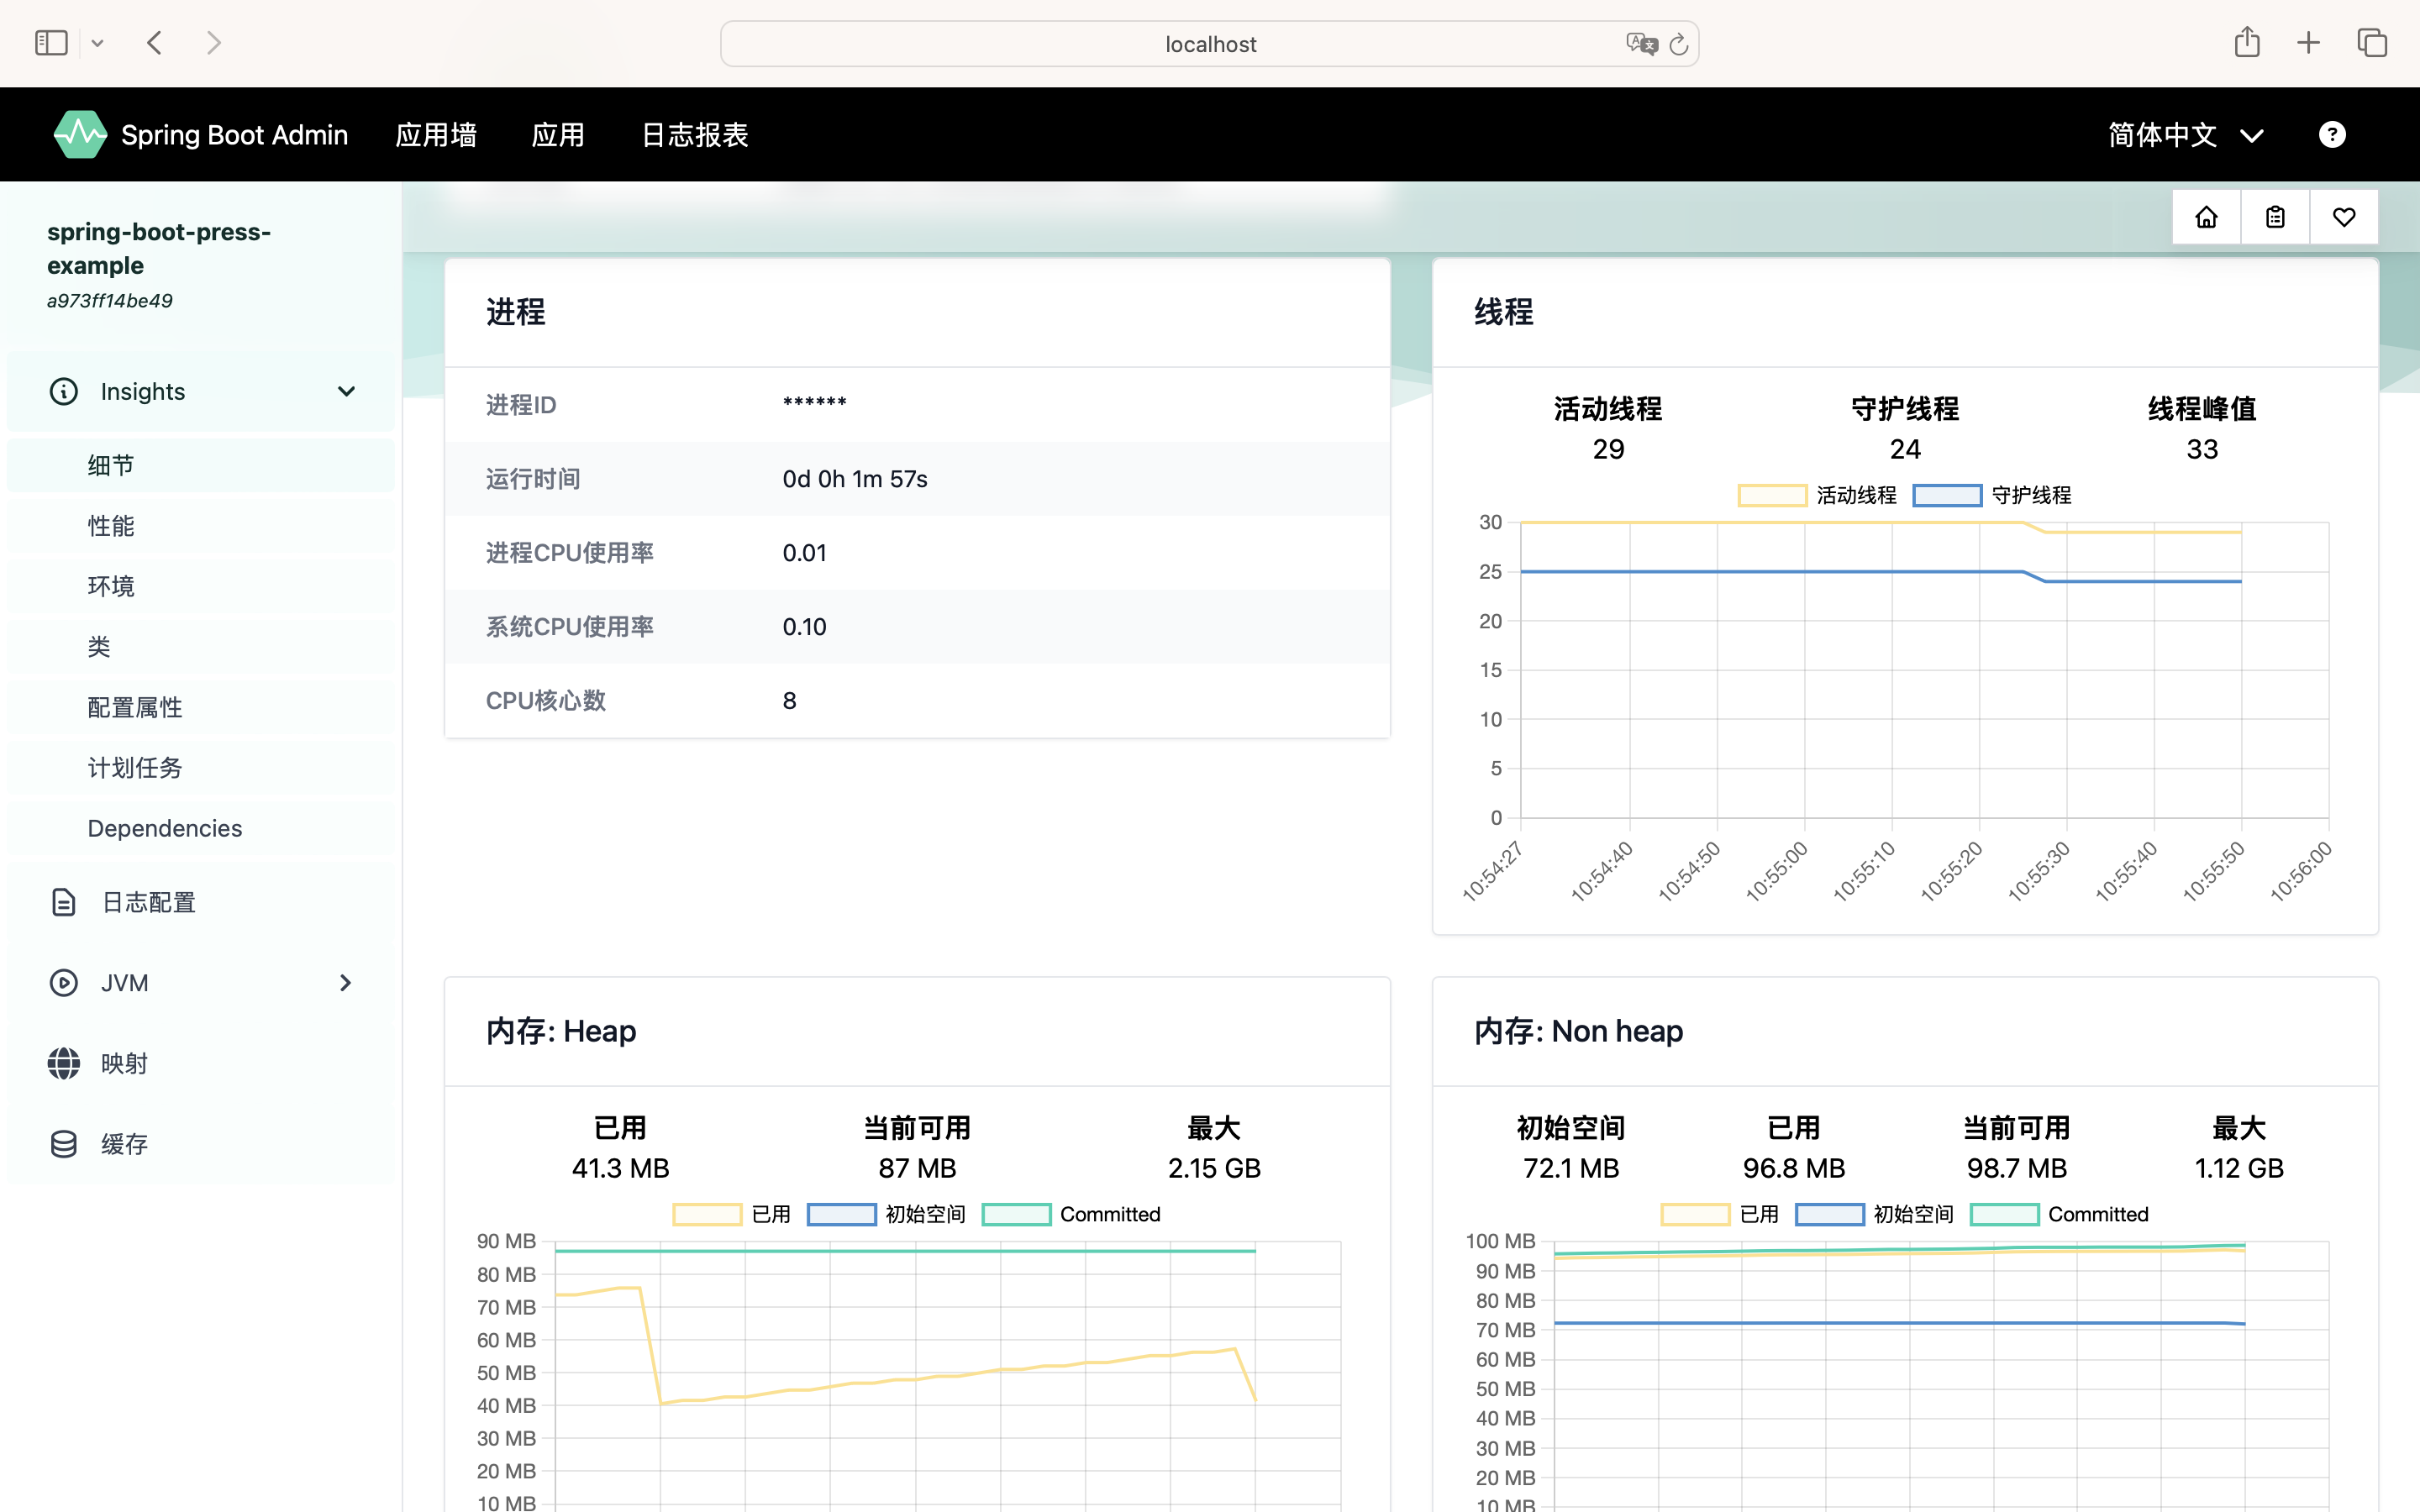 localhost
Spring Boot Admin 应用墙 应用 日志报表 简体中文
spring-boot-press-
example
a973ff14be49
Insights
细节
性能
环境
类
配置属性
计划任务
Dependencies
日志配置
JVM
映射
缓存
进程
进程ID ******
运行时间 0d 0h 1m 57s
进程CPU使用率 0.01
系统CPU使用率 0.10
CPU核心数 8
线程
活动线程 守护线程 线程峰值
29 24 33
活动线程 守护线程
30
25
20
15
10
5
0
10:54:27 10:54:40 10:54:50 10:55:00 10:55:10 10:55:20 10:55:30 10:55:40 10:55:50 10:56:00
内存: Heap
已用 当前可用 最大
41.3 MB 87 MB 2.15 GB
已用 初始空间 Committed
90 MB
80 MB
70 MB
60 MB
50 MB
40 MB
30 MB
20 MB
10 MB
内存: Non heap
初始空间 已用 当前可用 最大
72.1 MB 96.8 MB 98.7 MB 1.12 GB
已用 初始空间 Committed
100 MB
90 MB
80 MB
70 MB
60 MB
50 MB
40 MB
30 MB
20 MB
10 MB